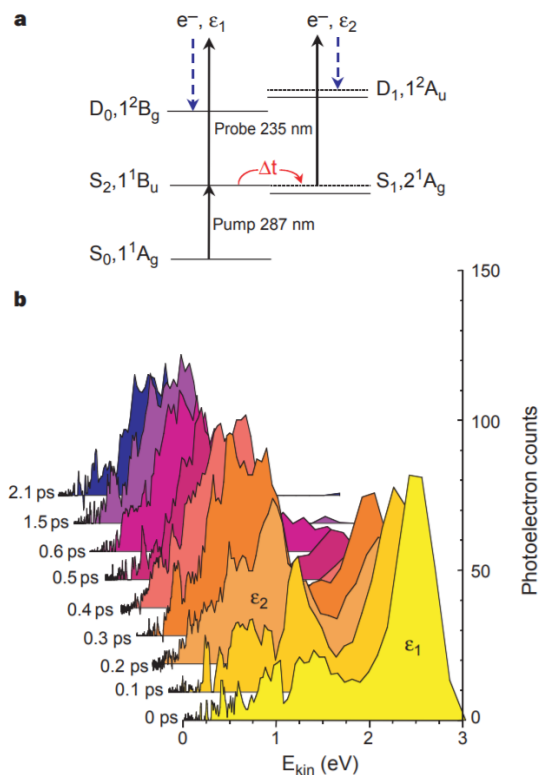 a
e⁻, ε₁
e⁻, ε₂
D₁,1²Aᵤ
D₀,1²B_g
Probe 235 nm
Δt
S₂,1¹Bᵤ
S₁,2¹A_g
Pump 287 nm
S₀,1¹A_g
b
150
100
50
0
Photoelectron counts
2.1 ps
1.5 ps
0.6 ps
0.5 ps
0.4 ps
0.3 ps
0.2 ps
0.1 ps
0 ps
ε₂
ε₁
0 1 2 3
E_kin (eV)